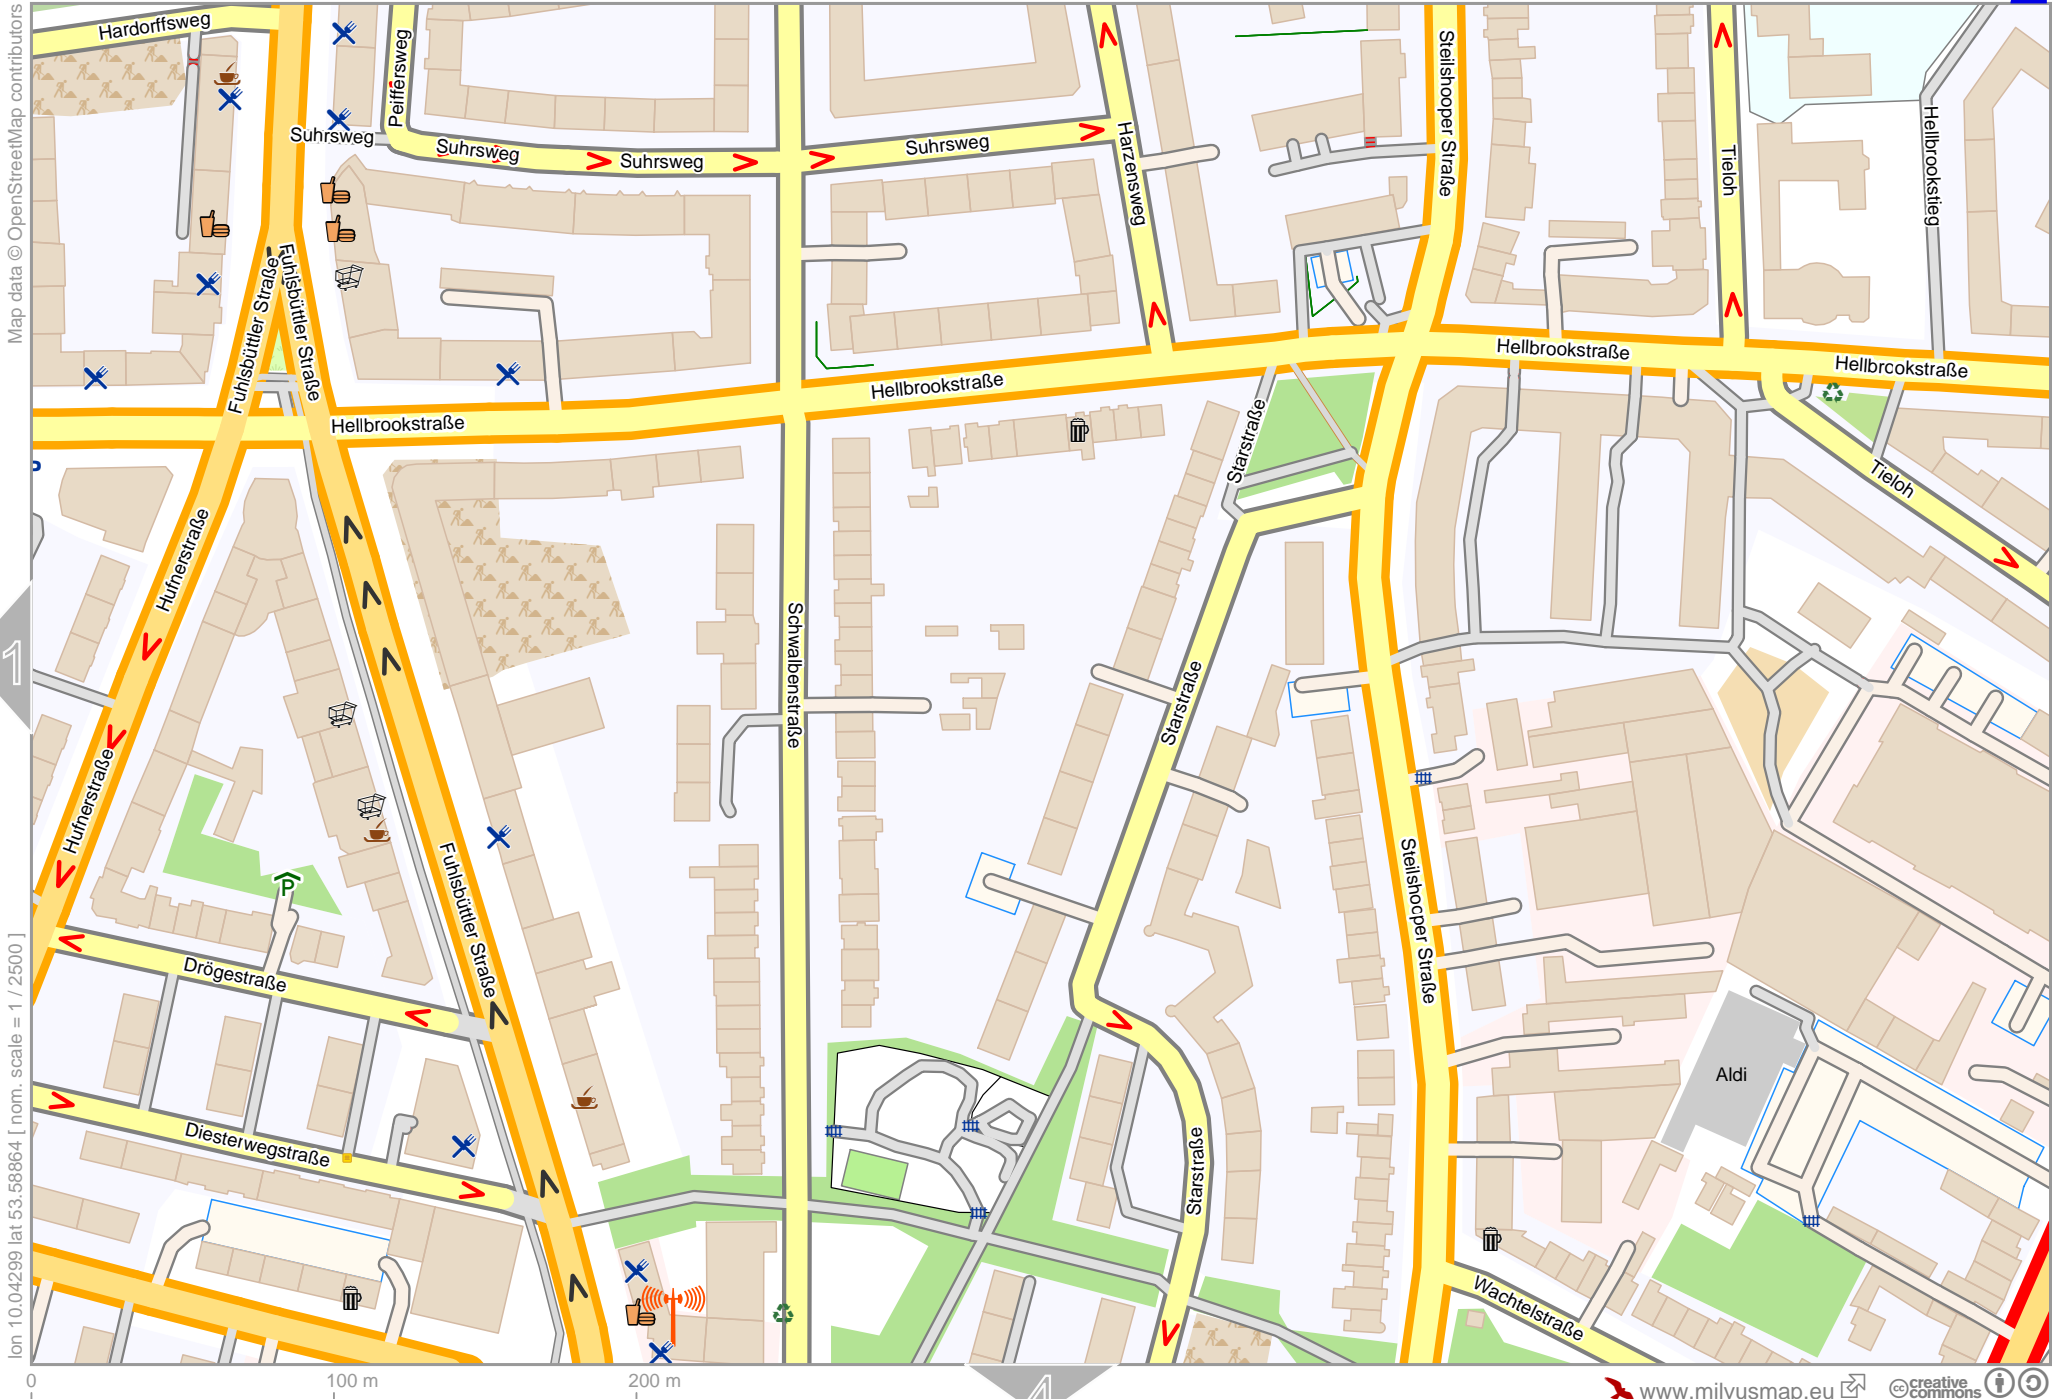 Map data © OpenStreetMap contributors
lon 10.04299 lat 53.58864 [ nom. scale = 1 / 2500 ]
Hardorffsweg
Peiffersweg
Suhrsweg
Suhrsweg
Suhrsweg
Suhrsweg
Harzensweg
Steilshooper Straße
Tieloh
Hellbrookstieg
Fuhlsbüttler Straße
Fuhlsbüttler Straße
Hellbrookstraße
Hellbrookstraße
Hellbrookstraße
Hellbrookstraße
Starstraße
Tieloh
Hufnerstraße
Schwalbenstraße
Starstraße
1
Hufnerstraße
Fuhlsbüttler Straße
Steilshooper Straße
P
Drögestraße
Aldi
Diesterwegstraße
Starstraße
Wachtelstraße
0
100 m
200 m
4
www.milvusmap.eu
cc creative commons